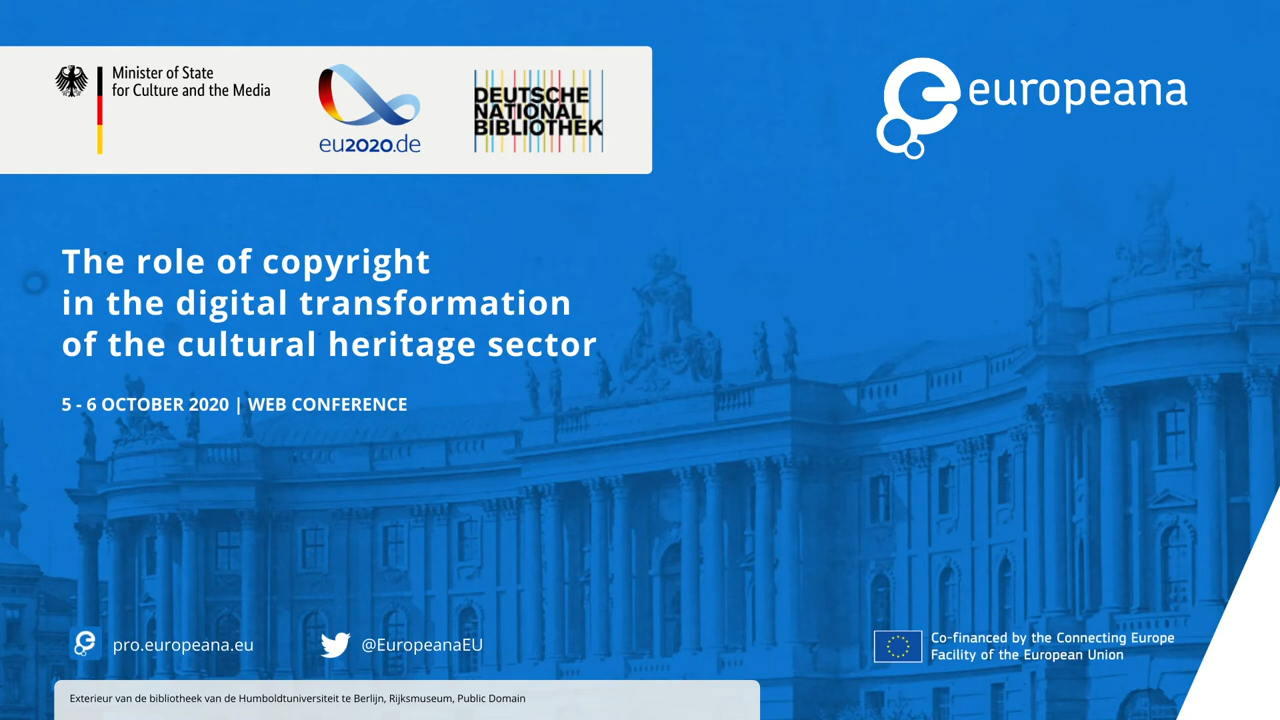 Minister of State
for Culture and the Media
eu2020.de
DEUTSCHE
NATIONAL
BIBLIOTHEK
europeana
The role of copyright
in the digital transformation
of the cultural heritage sector
5 - 6 OCTOBER 2020 | WEB CONFERENCE
pro.europeana.eu
@EuropeanaEU
Co-financed by the Connecting Europe
Facility of the European Union
Exterieur van de bibliotheek van de Humboldtuniversiteit te Berlijn, Rijksmuseum, Public Domain